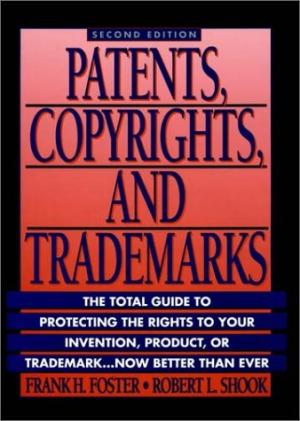 SECOND EDITION
PATENTS,
COPYRIGHTS,
AND
TRADEMARKS
THE TOTAL GUIDE TO
PROTECTING THE RIGHTS TO YOUR
INVENTION, PRODUCT, OR
TRADEMARK...NOW BETTER THAN EVER
FRANK H. FOSTER • ROBERT L. SHOOK